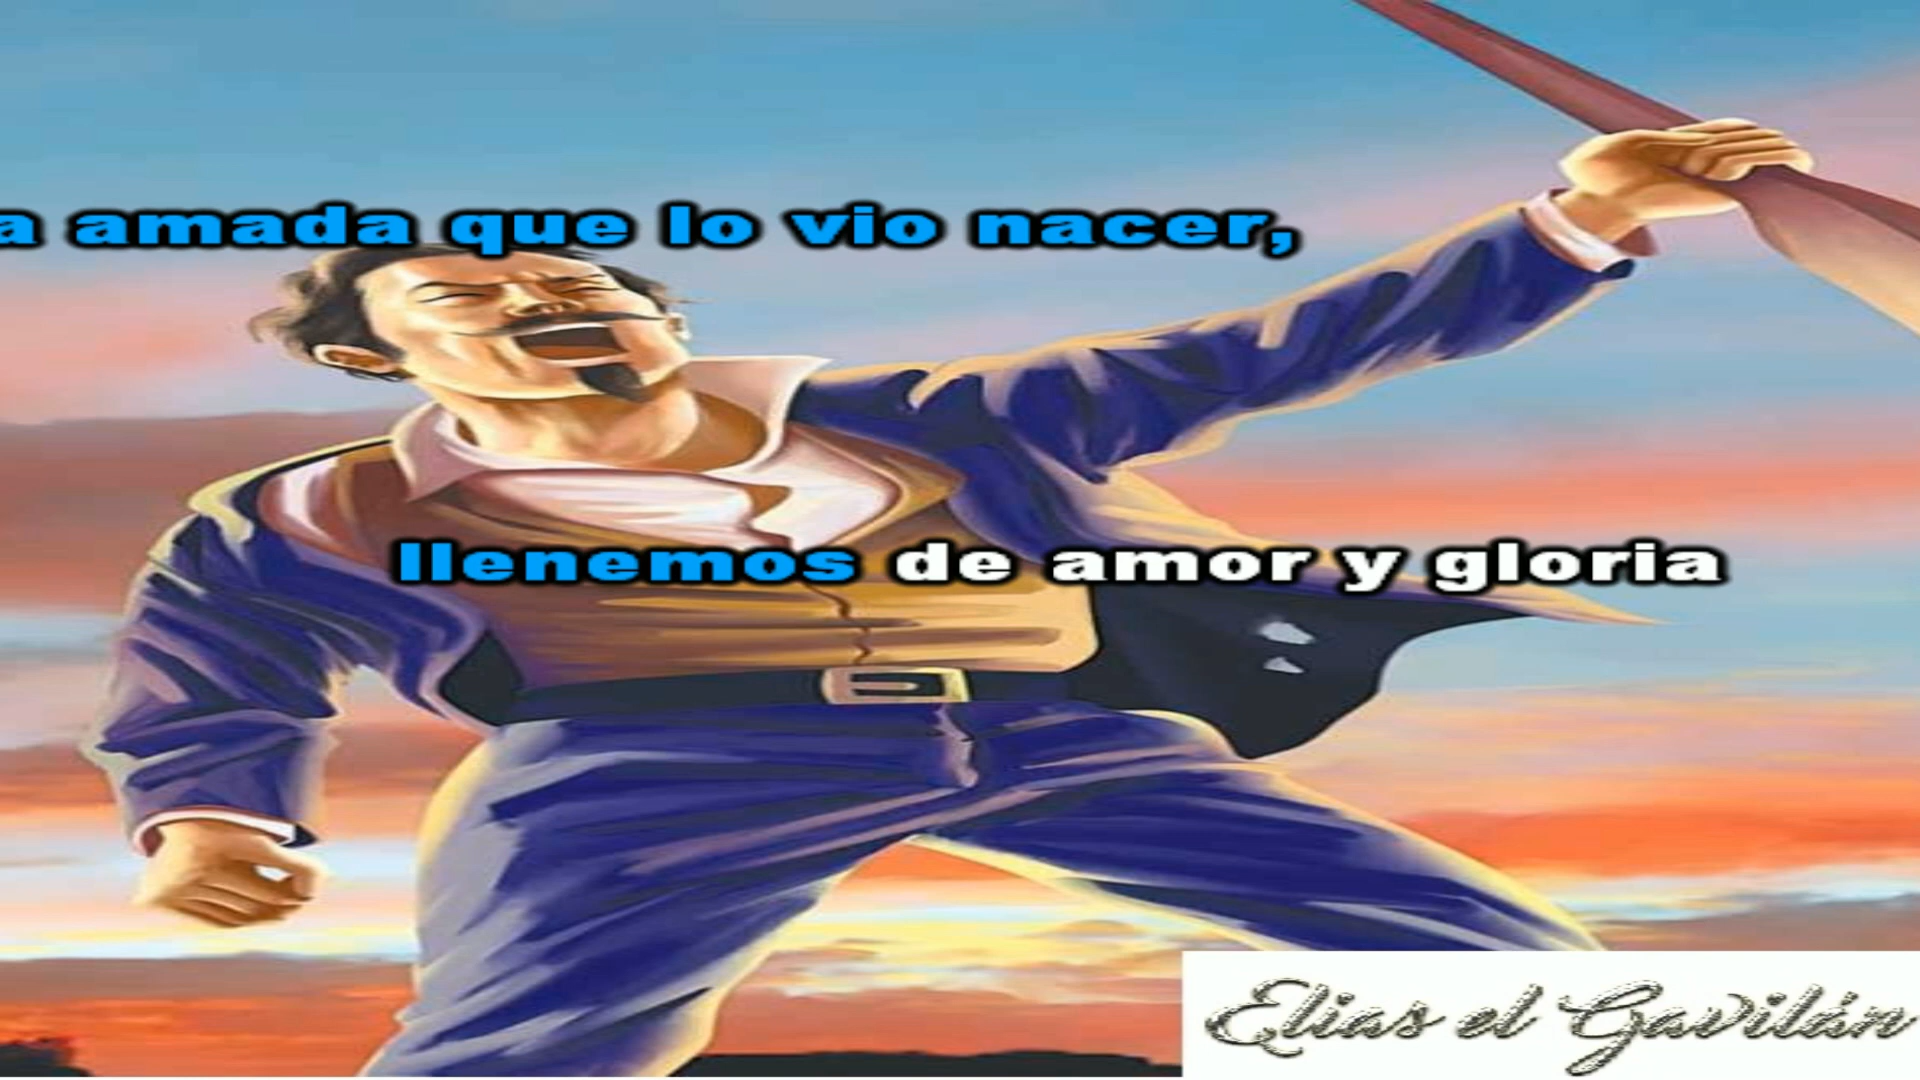 a amada que lo vio nacer,
llenemos de amor y gloria
Elias el Gavilán